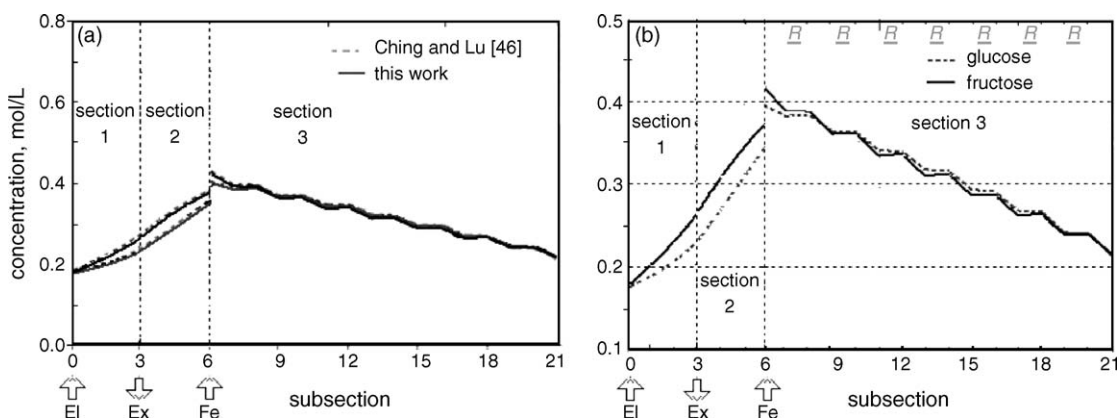 (a)
Ching and Lu [46]
this work
section
1
section
2
section
3
concentration, mol/L
0.8
0.6
0.4
0.2
0.0
0 3 6 9 12 15 18 21
subsection
El Ex Fe
(b)
R R R R R R R
glucose
fructose
section
1
section 3
section
2
0.5
0.4
0.3
0.2
0.1
0 3 6 9 12 15 18 21
subsection
El Ex Fe